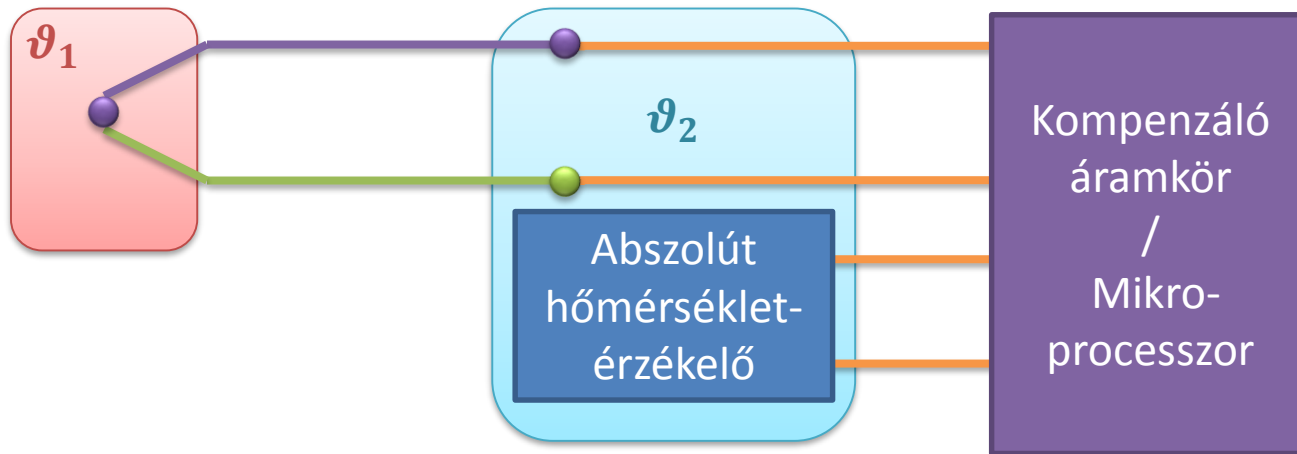 ϑ₁
ϑ₂
Abszolút
hőmérséklet-
érzékelő
Kompenzáló
áramkör
/
Mikro-
processzor